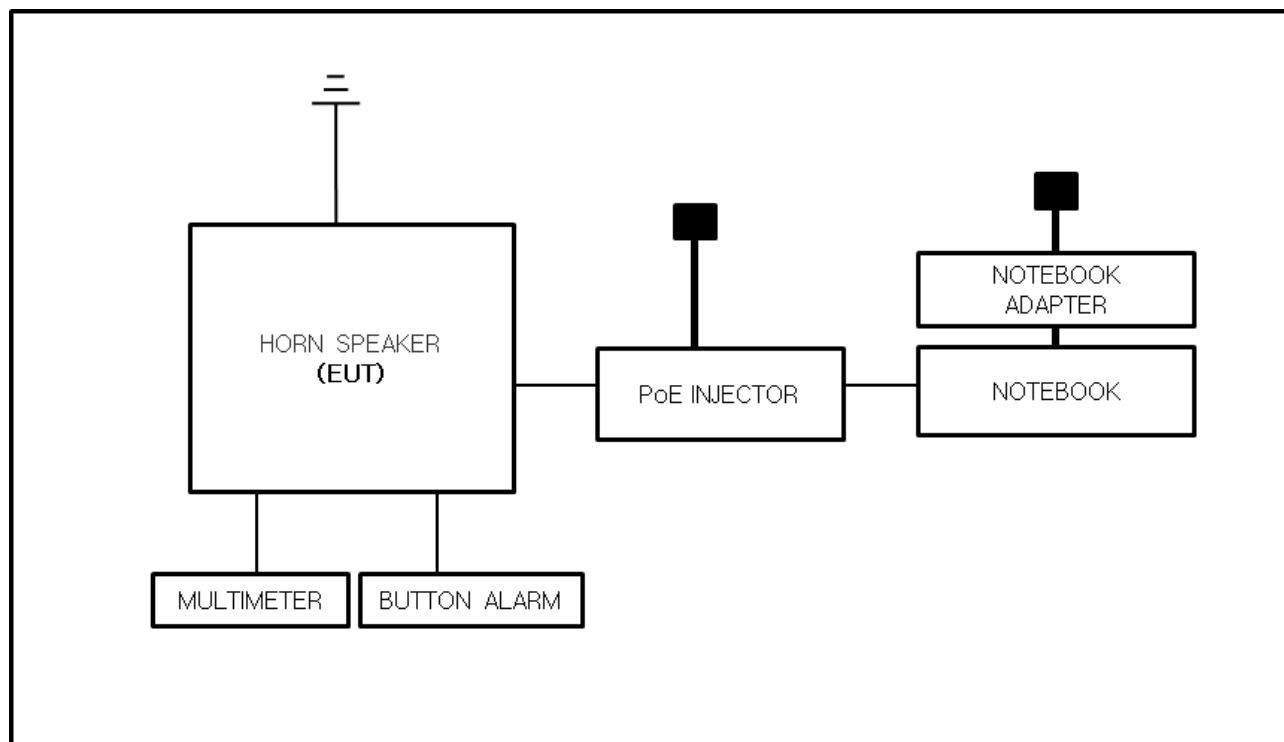 HORN SPEAKER
(EUT)
PoE INJECTOR
NOTEBOOK
ADAPTER
NOTEBOOK
MULTIMETER
BUTTON ALARM